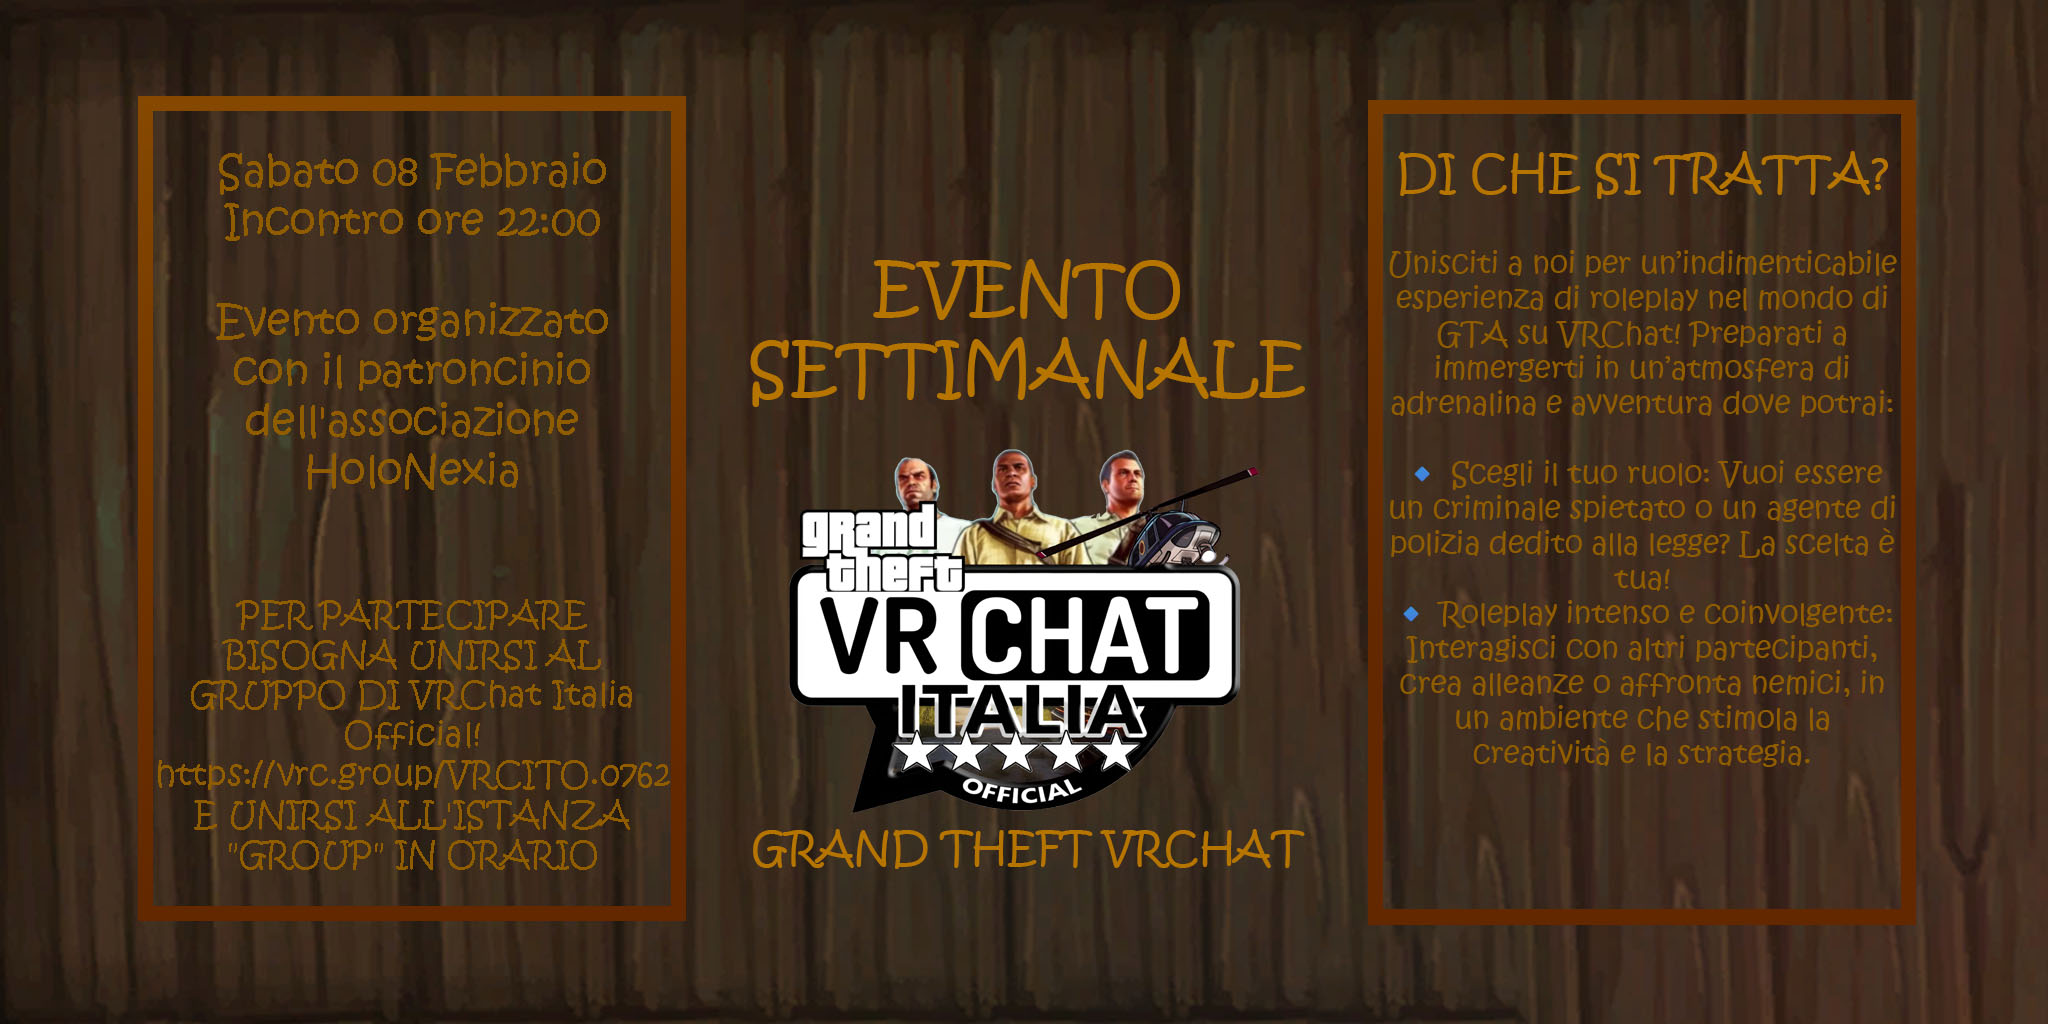 Sabato 08 Febbraio
Incontro ore 22:00
Evento organizzato
con il patroncinio
dell'associazione
HoloNexia
PER PARTECIPARE
BISOGNA UNIRSI AL
GRUPPO DI VRChat Italia
Official!
https://vrc.group/VRCITO.0762
E UNIRSI ALL'ISTANZA
"GROUP" IN ORARIO
EVENTO
SETTIMANALE
grand
theft
VR CHAT
ITALIA
OFFICIAL
GRAND THEFT VRCHAT
DI CHE SI TRATTA?
Unisciti a noi per un’indimenticabile
esperienza di roleplay nel mondo di
GTA su VRChat! Preparati a
immergerti in un’atmosfera di
adrenalina e avventura dove potrai:
🔹 Scegli il tuo ruolo: Vuoi essere
un criminale spietato o un agente di
polizia dedito alla legge? La scelta è
tua!
🔹 Roleplay intenso e coinvolgente:
Interagisci con altri partecipanti,
crea alleanze o affronta nemici, in
un ambiente che stimola la
creatività e la strategia.